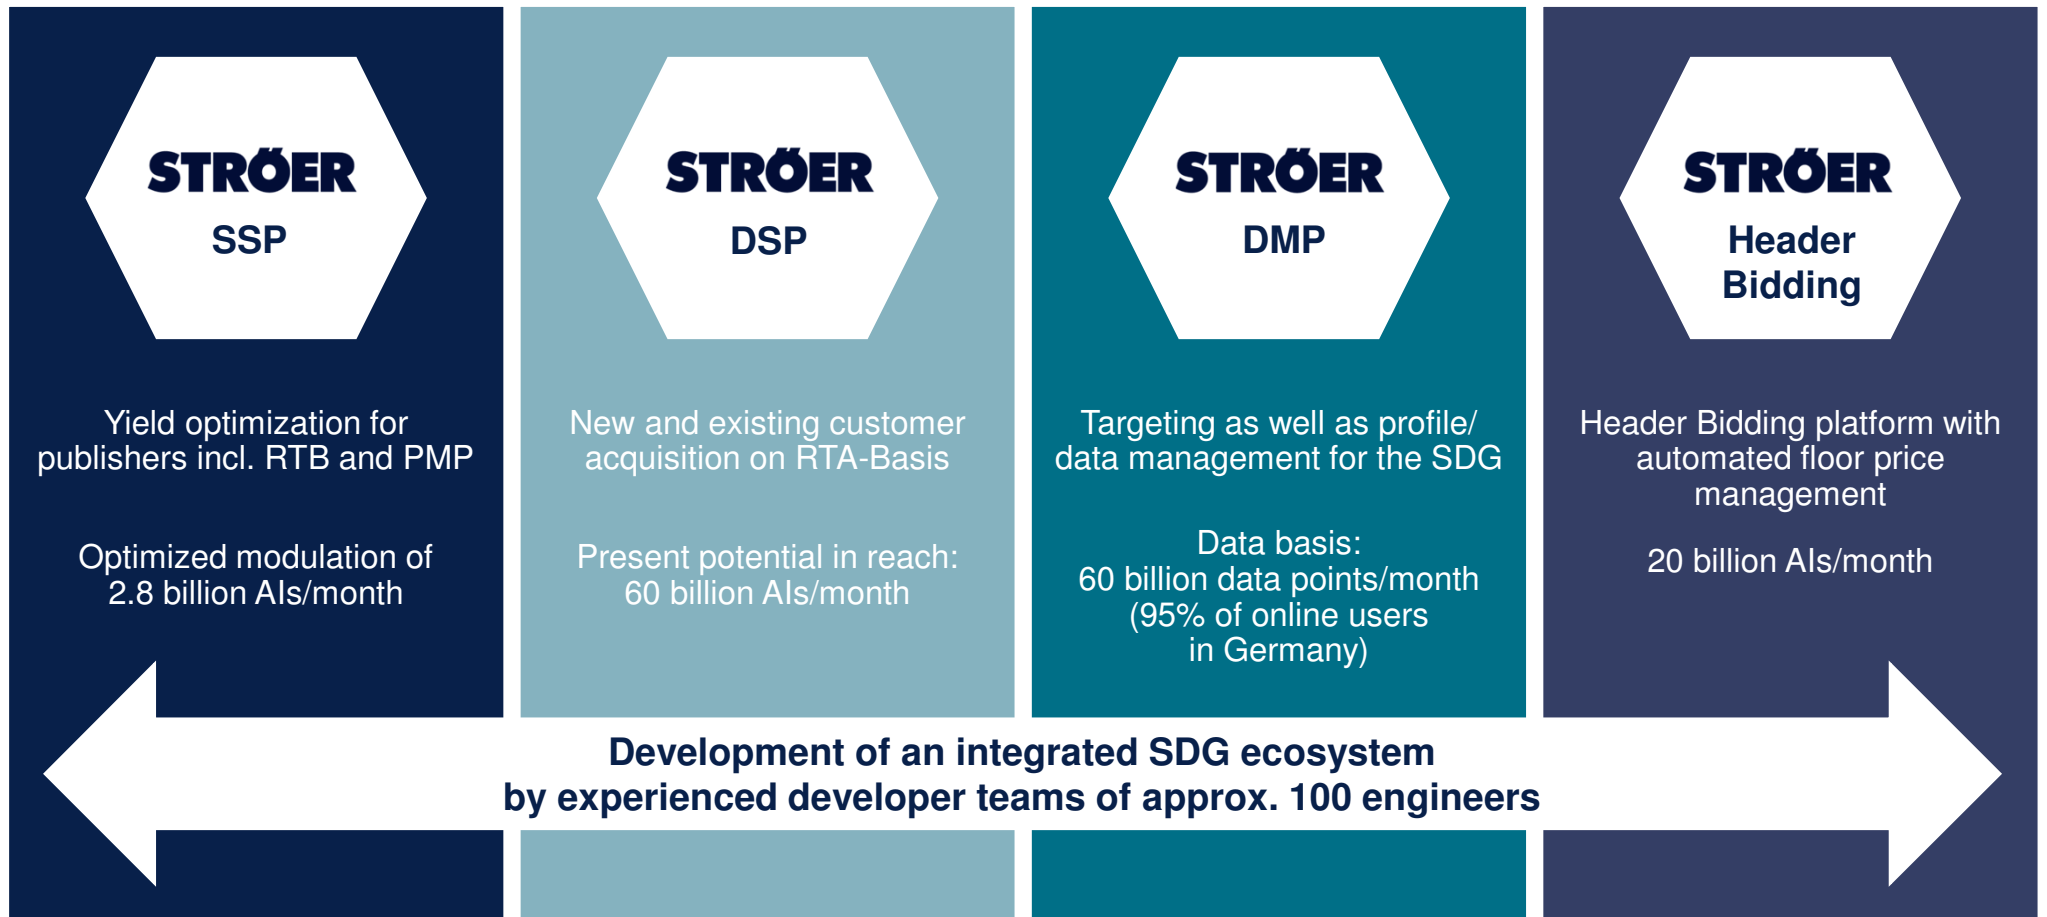 STRÖER
SSP
Yield optimization for
publishers incl. RTB and PMP
Optimized modulation of
2.8 billion AIs/month
STRÖER
DSP
New and existing customer
acquisition on RTA-Basis
Present potential in reach:
60 billion AIs/month
STRÖER
DMP
Targeting as well as profile/
data management for the SDG
Data basis:
60 billion data points/month
(95% of online users
in Germany)
STRÖER
Header
Bidding
Header Bidding platform with
automated floor price
management
20 billion AIs/month
Development of an integrated SDG ecosystem
by experienced developer teams of approx. 100 engineers